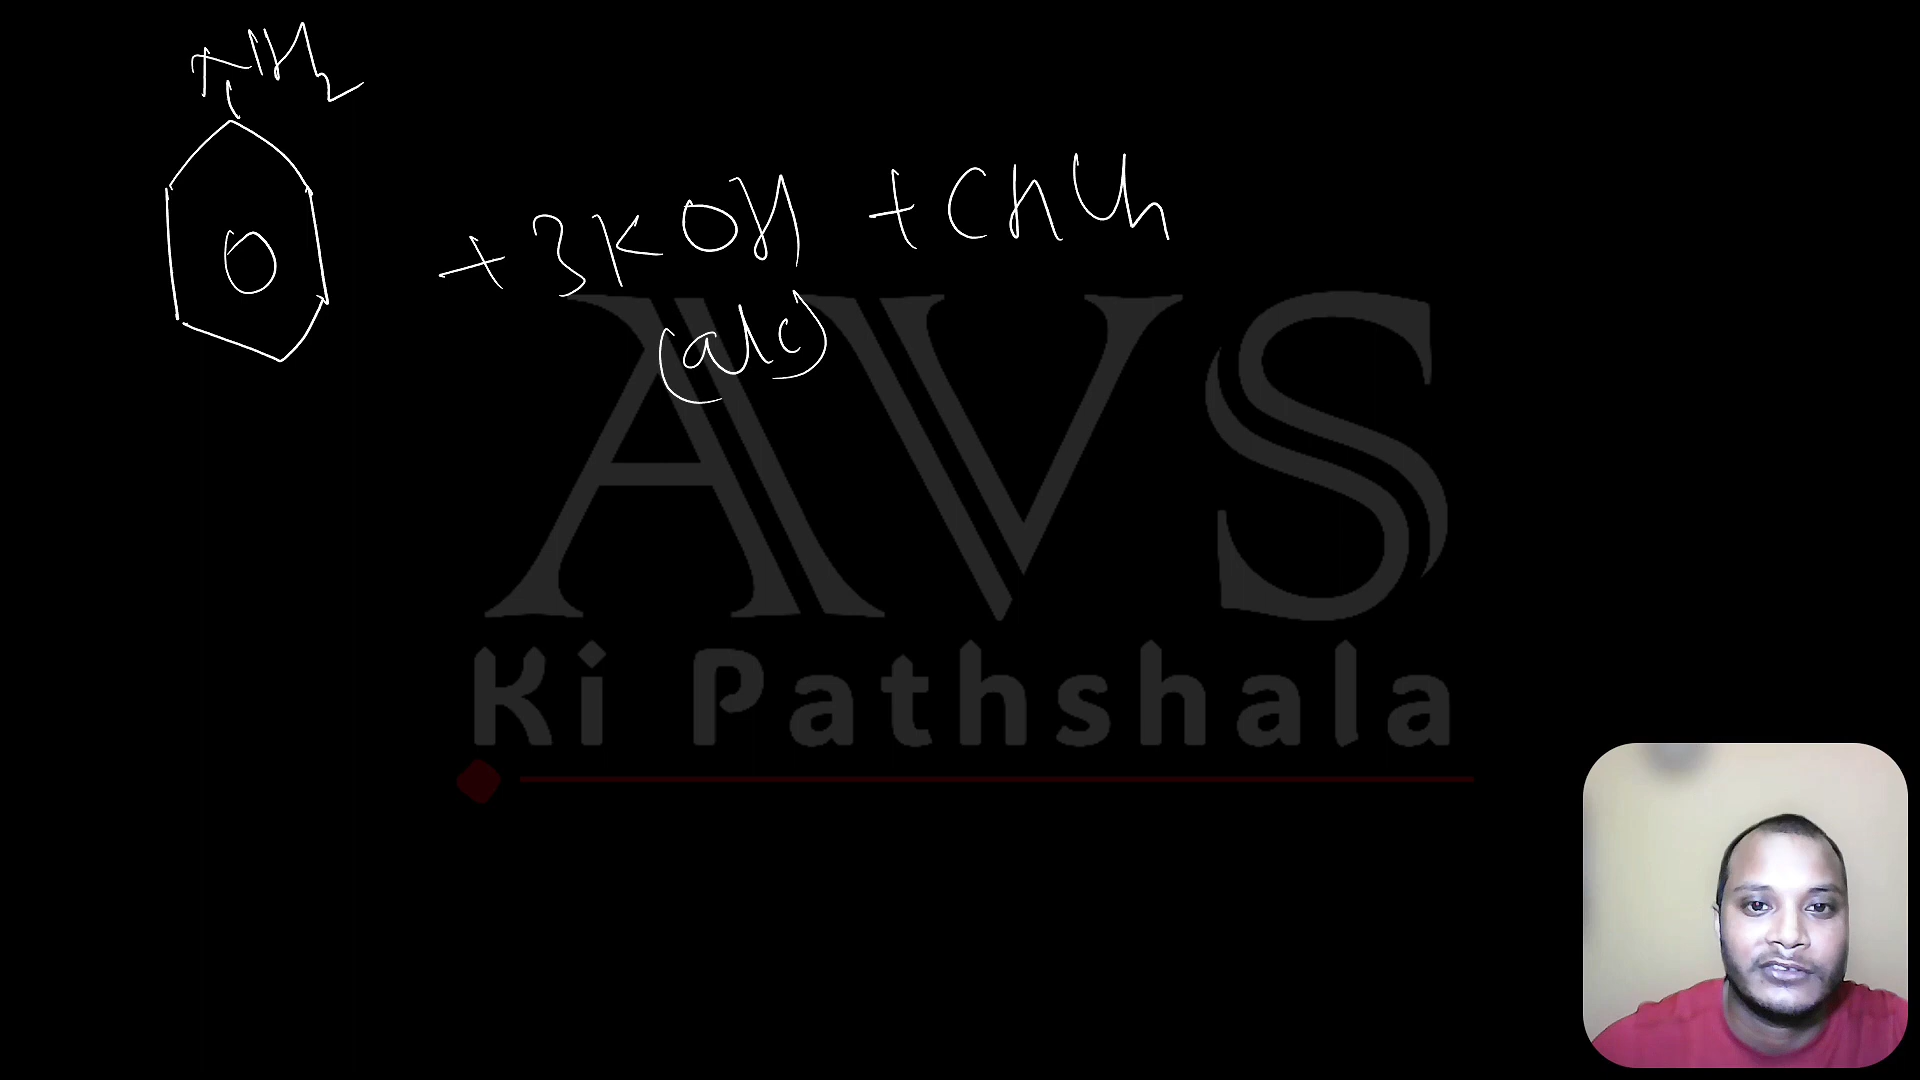 NH2
+ 3KOH + CHCl3
(alc)
AVS
Ki Pathshala